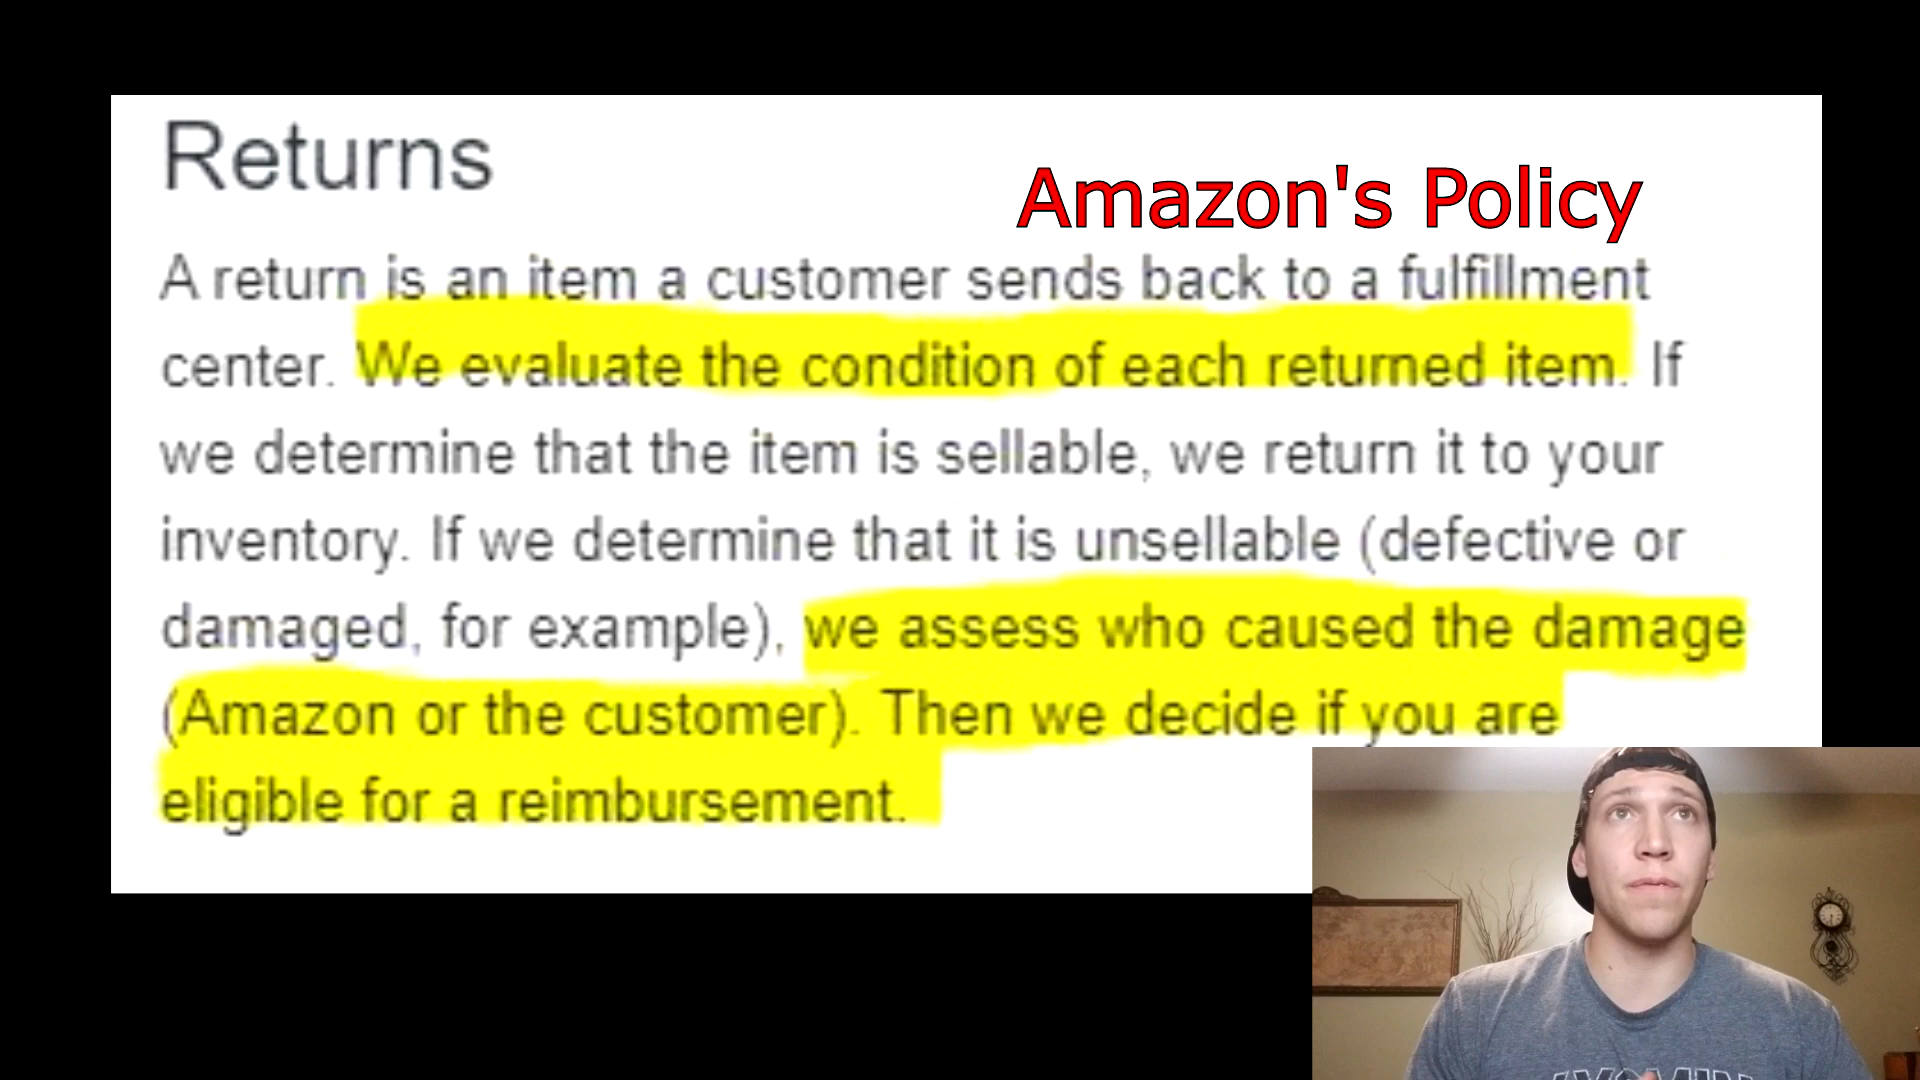 Returns
Amazon's Policy
A return is an item a customer sends back to a fulfillment
center. We evaluate the condition of each returned item. If
we determine that the item is sellable, we return it to your
inventory. If we determine that it is unsellable (defective or
damaged, for example), we assess who caused the damage
(Amazon or the customer). Then we decide if you are
eligible for a reimbursement.